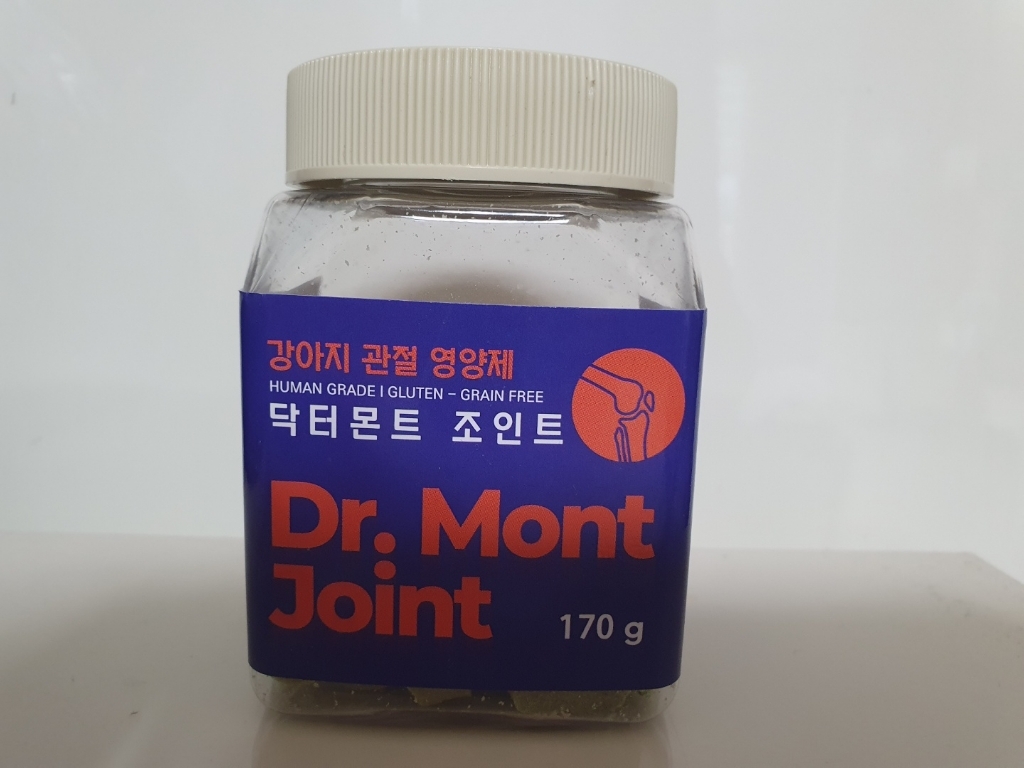 강아지 관절 영양제
HUMAN GRADE I GLUTEN – GRAIN FREE
닥터몬트 조인트
Dr. Mont
Joint
170 g